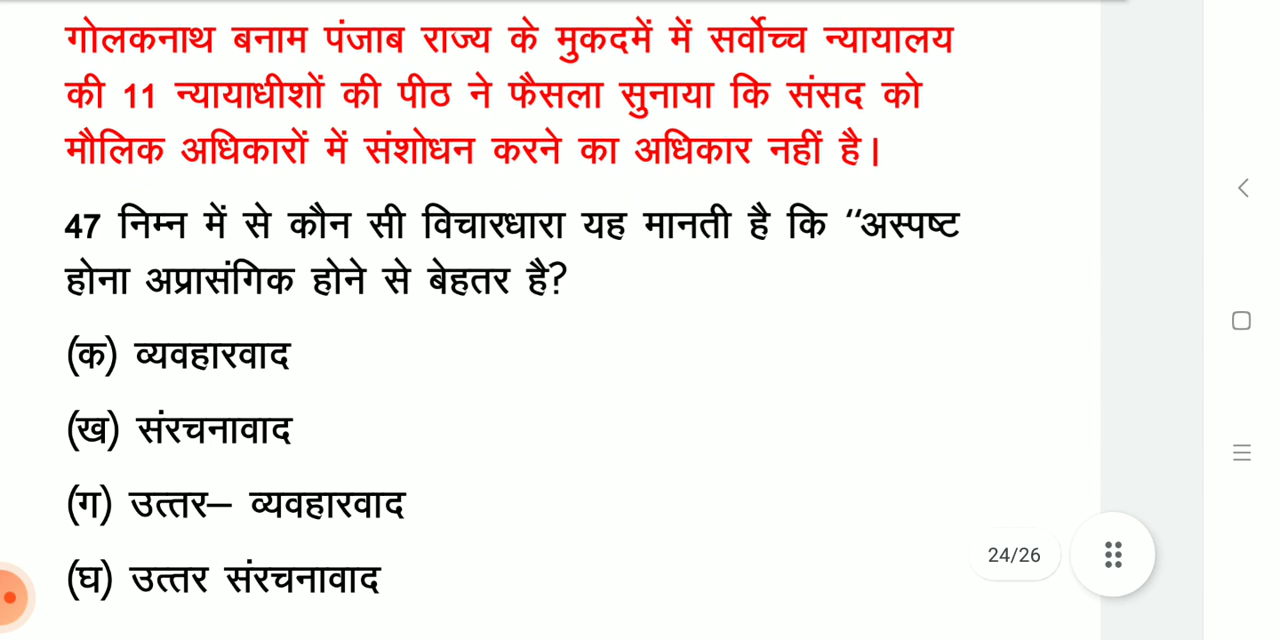 गोलकनाथ बनाम पंजाब राज्य के मुकदमें में सर्वोच्च न्यायालय
की 11 न्यायाधीशों की पीठ ने फैसला सुनाया कि संसद को
मौलिक अधिकारों में संशोधन करने का अधिकार नहीं है।
47 निम्न में से कौन सी विचारधारा यह मानती है कि “अस्पष्ट
होना अप्रासंगिक होने से बेहतर है?
(क) व्यवहारवाद
(ख) संरचनावाद
(ग) उत्तर– व्यवहारवाद
(घ) उत्तर संरचनावाद
24/26